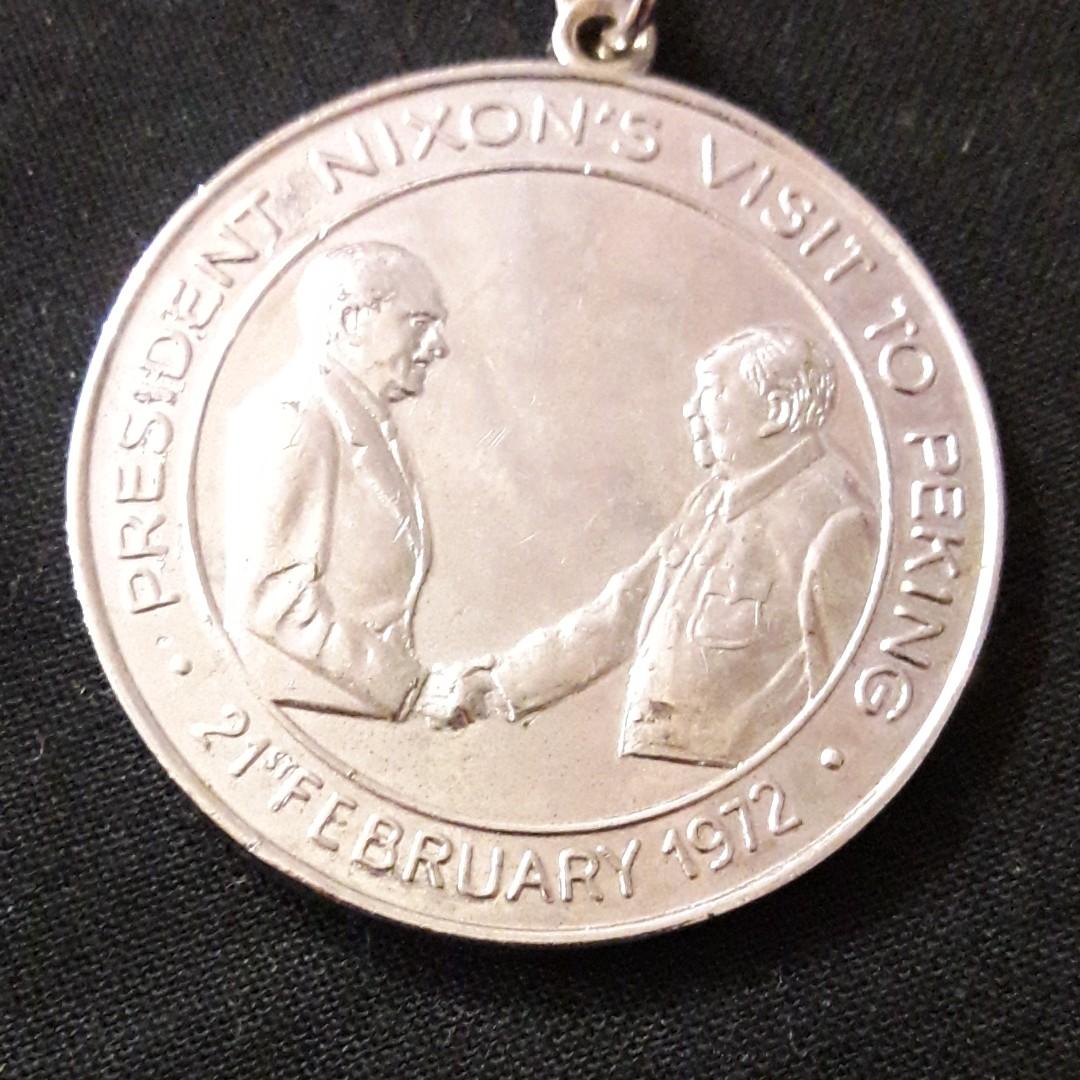 PRESIDENT NIXON'S VISIT TO PEKING
21ST FEBRUARY 1972